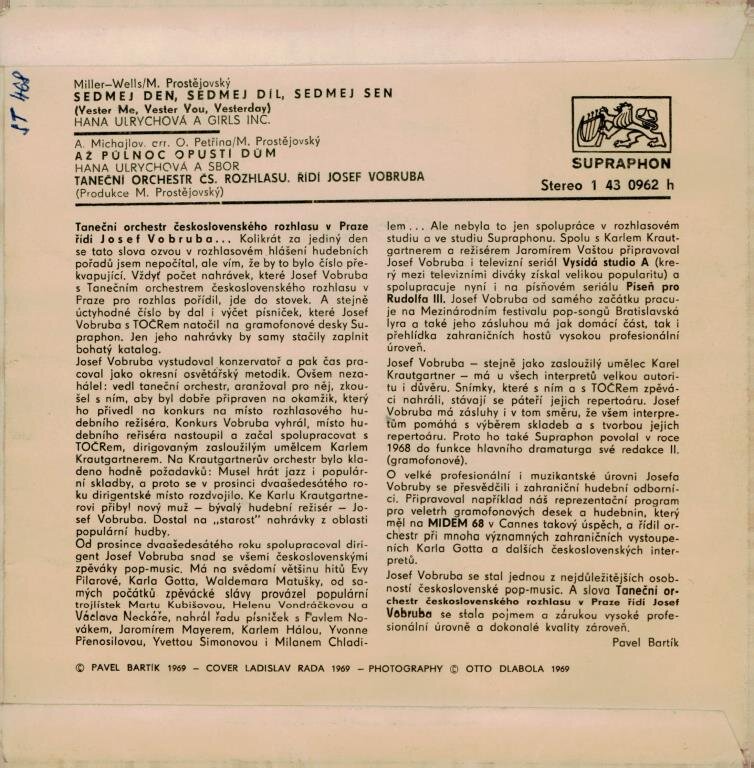 ST 468
Miller–Wells/M. Prostějovský
SEDMEJ DEN, SEDMEJ DÍL, SEDMEJ SEN
(Yester Me, Yester You, Yesterday)
HANA ULRYCHOVÁ A GIRLS INC.
A. Michajlov. arr. O. Petřina/M. Prostějovský
AŽ PŮLNOC OPUSTÍ DŮM
HANA ULRYCHOVÁ A SBOR
TANEČNÍ ORCHESTR ČS. ROZHLASU. ŘÍDÍ JOSEF VOBRUBA
(Produkce M. Prostějovský)
SUPRAPHON
Stereo 1 43 0962 h
Taneční orchestr československého rozhlasu v Praze
řídí Josef Vobruba... Kolikrát za jediný den
se tato slova ozvou v rozhlasovém hlášení hudebních
pořadů jsem nepočítal, ale vím, že by to bylo číslo pře-
kvapující. Vždyť počet nahrávek, které Josef Vobruba
s Tanečním orchestrem československého rozhlasu v
Praze pro rozhlas pořídil, jde do stovek. A stejně
úctyhodné číslo by dal i výčet písniček, které Josef
Vobruba s TOČRem natočil na gramofonové desky Su-
praphon. Jen jeho nahrávky by samy stačily zaplnit
bohatý katalog.
Josef Vobruba vystudoval konzervatoř a pak čas pra-
coval jako okresní osvětářský metodik. Ovšem neza-
hálel: vedl taneční orchestr, aranžoval pro něj, zkou-
šel s ním, aby byl dobře připraven na okamžik, který
ho přivedl na konkurs na místo rozhlasového hu-
debního režiséra. Konkurs Vobruba vyhrál, místo hu-
debního reřiséra nastoupil a začal spolupracovat s
TOČRem, dirigovaným zasloužilým umělcem Karlem
Krautgartnerem. Na Krautgartnerův orchestr bylo kla-
deno hodně požadavků: Musel hrát jazz i populár-
ní skladby, a proto se v prosinci dvaašedesátého ro-
ku dirigentské místo rozdvojilo. Ke Karlu Krautgartne-
rovi přibyl nový muž – bývalý hudební režisér – Jo-
sef Vobruba. Dostal na „starost" nahrávky z oblasti
populární hudby.
Od prosince dvaašedesátého roku spolupracoval diri-
gent Josef Vobruba snad se všemi československými
zpěváky pop-music. Má na svědomí většinu hitů Evy
Pilarové, Karla Gotta, Waldemara Matušky, od sa-
mých počátků zpěvácké slávy provázel populární
trojlístek Martu Kubišovou, Helenu Vondráčkovou a
Václava Neckáře, nahrál řadu písniček s Pavlem No-
vákem, Jaromírem Mayerem, Karlem Hálou, Yvonne
Přenosilovou, Yvettou Simonovou i Milanem Chladi-
lem... Ale nebyla to jen spolupráce v rozhlasovém
studiu a ve studiu Supraphonu. Spolu s Karlem Kraut-
gartnerem a režisérem Jaromírem Vaštou připravoval
Josef Vobruba i televizní seriál Vysílá studio A (kte-
rý mezi televizními diváky získal velikou popularitu) a
spolupracuje nyní i na písňovém seriálu Píseň pro
Rudolfa III. Josef Vobruba od samého začátku pracu-
je na Mezinárodním festivalu pop-songů Bratislavská
lyra a také jeho zásluhou má jak domácí část, tak i
přehlídka zahraničních hostů vysokou profesionální
úroveň.
Josef Vobruba – stejně jako zasloužilý umělec Karel
Krautgartner – má u všech interpretů velkou autori-
tu i důvěru. Snímky, které s ním a s TOČRem zpěvá-
ci nahráli, stávají se páteří jejich repertoáru. Josef
Vobruba má zásluhy i v tom směru, že všem interpre-
tům pomáhá s výběrem skladeb a s tvorbou jejich
repertoáru. Proto ho také Supraphon povolal v roce
1968 do funkce hlavního dramaturga své redakce II.
(gramofonové).
O velké profesionální i muzikantské úrovni Josefa
Vobruby se přesvědčili i zahraniční hudební odborní-
ci. Připravoval například náš reprezentační program
pro veletrh gramofonových desek a hudebnin, který
měl na MIDEM 68 v Cannes takový úspěch, a řídil or-
chestr při mnoha významných zahraničních vystoupe-
ních Karla Gotta a dalších československých inter-
pretů.
Josef Vobruba se stal jednou z nejdůležitějších osob-
ností československé pop-music. A slova Taneční or-
chestr československého rozhlasu v Praze řídí Josef
Vobruba se stala pojmem a zárukou vysoké profe-
sionální úrovně a dokonalé kvality zároveň.
Pavel Bartík
© PAVEL BARTÍK 1969 – COVER LADISLAV RADA 1969 – PHOTOGRAPHY © OTTO DLABOLA 1969